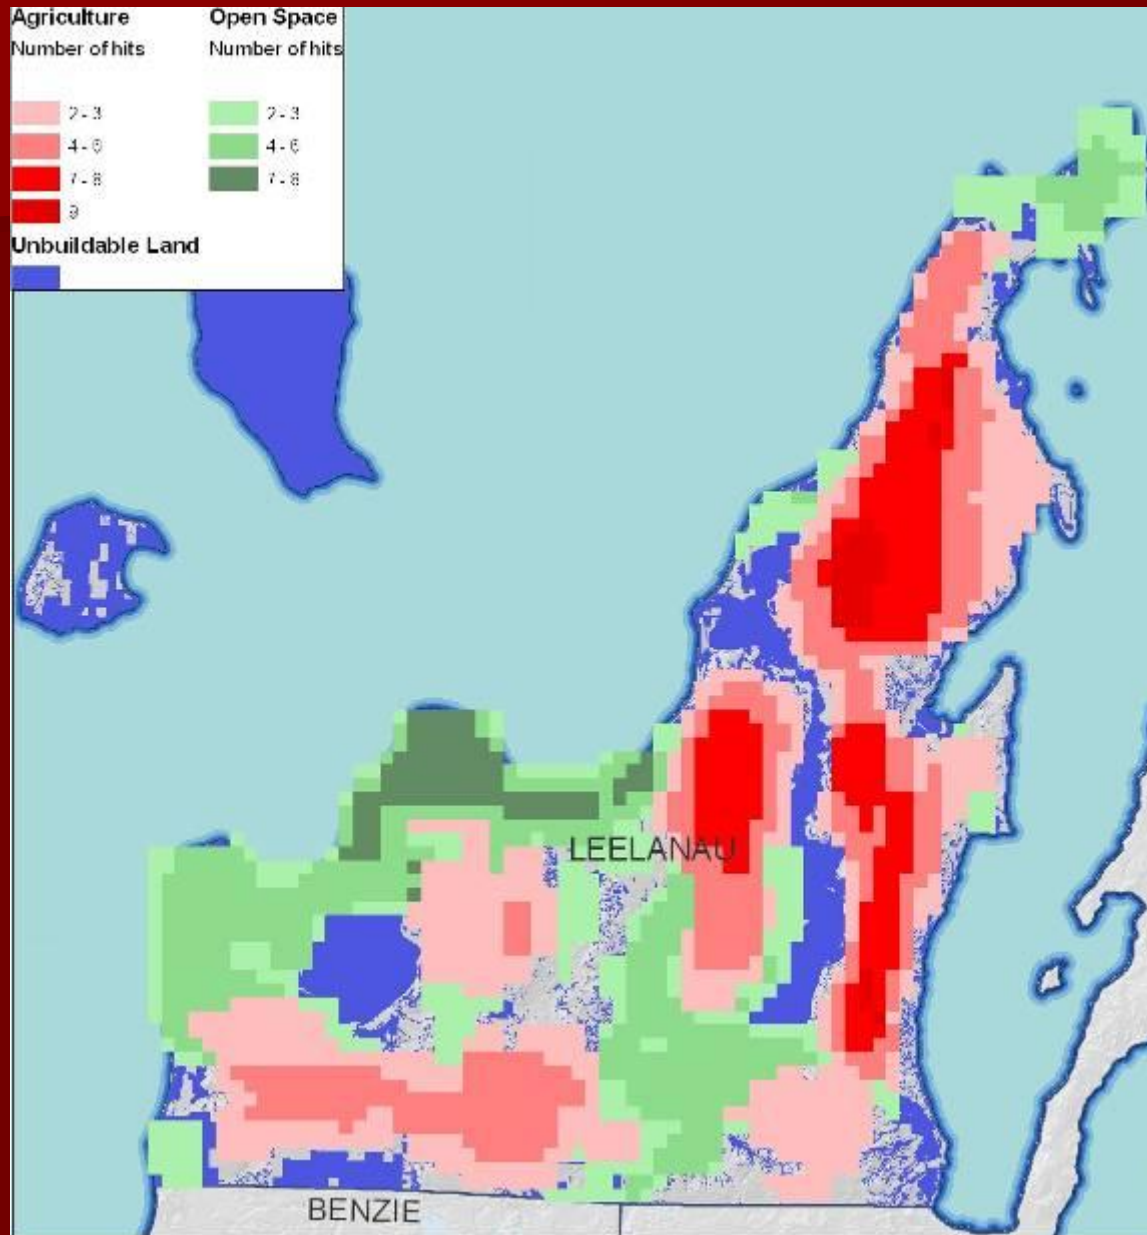 Agriculture
Number of hits
2-3
4-6
7-8
9
Unbuildable Land
Open Space
Number of hits
2-3
4-6
7-8
LEELANAU
BENZIE